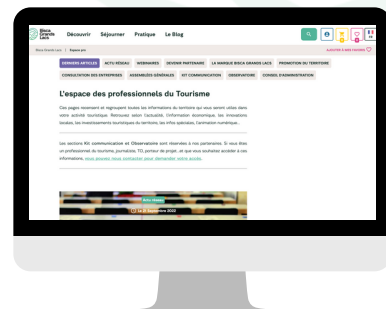 Bisca
Grands
Lacs
Découvrir Séjourner Pratique Le Blog
FR
Bisca Grands Lacs | Espace pro
AJOUTER À MES FAVORIS
DERNIERS ARTICLES ACTU RÉSEAU WEBINAIRES DEVENIR PARTENAIRE LA MARQUE BISCA GRANDS LACS PROMOTION DU TERRITOIRE
CONSULTATION DES ENTREPRISES ASSEMBLÉES GÉNÉRALES KIT COMMUNICATION OBSERVATOIRE CONSEIL D'ADMINISTRATION
L'espace des professionnels du Tourisme
Ces pages recensent et regroupent toutes les informations du territoire qui vous seront utiles dans
votre activité touristique. Retrouvez selon l'actualité, l'information économique, les innovations
locales, les investissements touristiques du territoire, les infos spéciales, l'animation numérique...
Les sections Kit communication et Observatoire sont réservées à nos partenaires. Si vous êtes
un professionnel du tourisme, journaliste, TO, porteur de projet, et que vous souhaitez accéder à ces
informations, vous pouvez nous contacter pour demander votre accès.
Actu réseau
Le 21 Septembre 2022